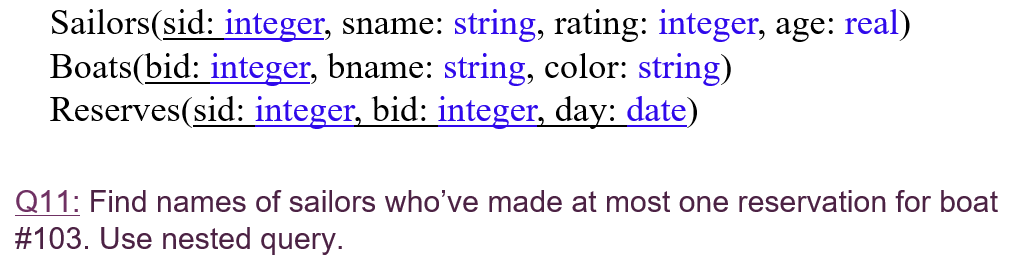 Sailors(sid: integer, sname: string, rating: integer, age: real)
Boats(bid: integer, bname: string, color: string)
Reserves(sid: integer, bid: integer, day: date)
Q11: Find names of sailors who’ve made at most one reservation for boat
#103. Use nested query.